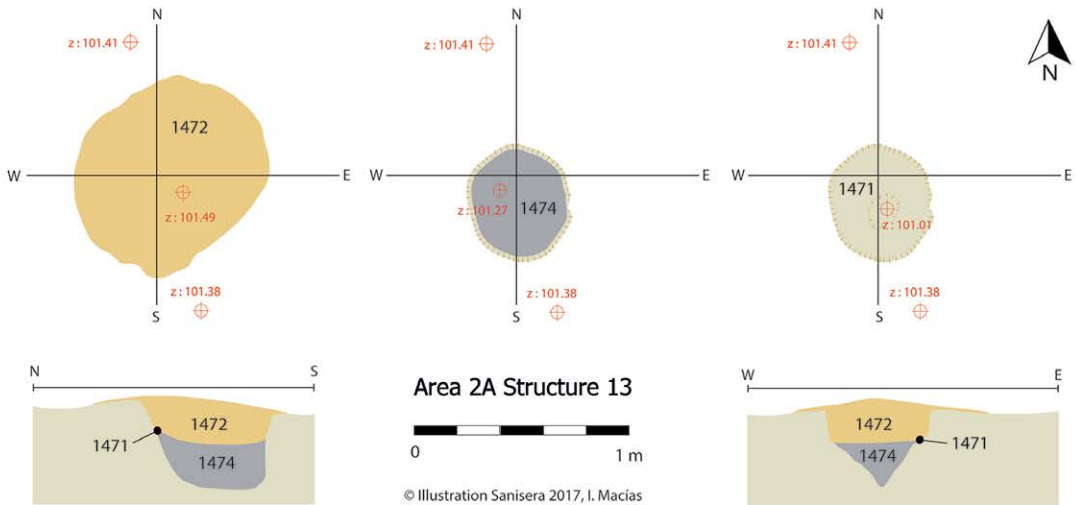 N
z: 101.41
1472
W E
z: 101.49
z: 101.38
S
N
z: 101.41
W E
z: 101.27
1474
z: 101.38
S
N
z: 101.41
W E
1471
z: 101.01
z: 101.38
S
N
N S
1472
1471
1474
Area 2A Structure 13
0 1 m
© Illustration Sanisera 2017, I. Macías
W E
1472
1471
1474